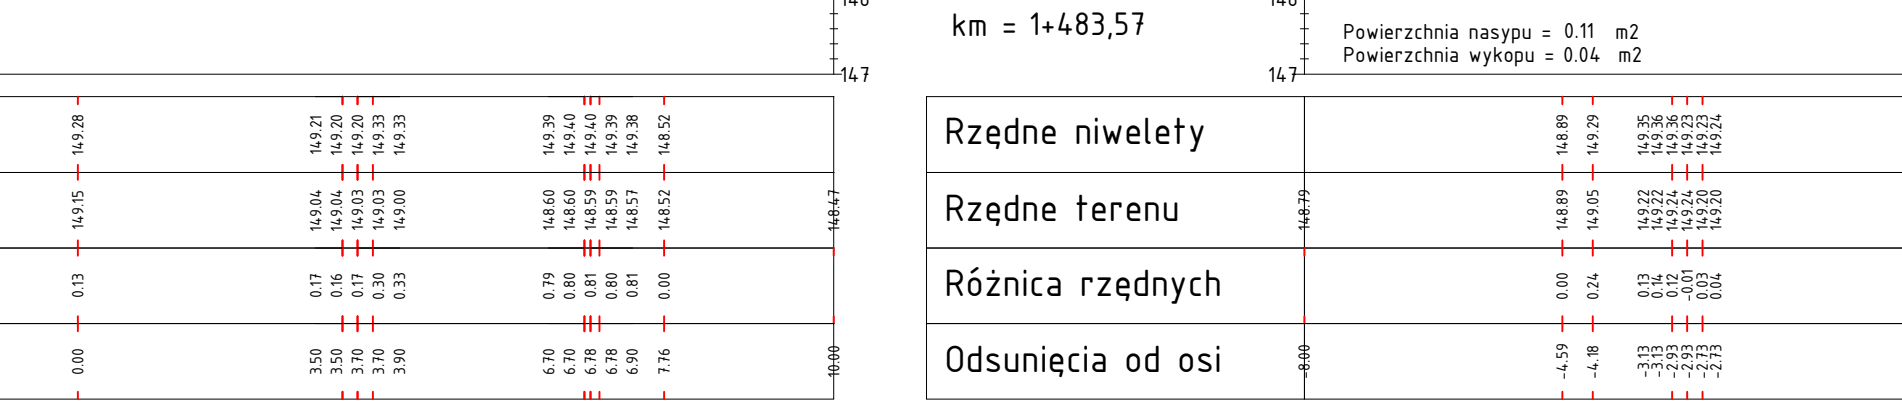 146
147
149.28 149.21 149.20 149.20 149.33 149.33 149.39 149.40 149.40 149.39 149.38 148.52
149.15 149.04 149.04 149.03 149.03 149.00 148.60 148.60 148.59 148.59 148.57 148.52 148.47
0.13 0.17 0.16 0.17 0.30 0.33 0.79 0.80 0.81 0.80 0.81 0.00
0.00 3.50 3.50 3.70 3.70 3.90 6.70 6.70 6.78 6.78 6.90 7.76 10.00
km = 1+483,57
146
147
Powierzchnia nasypu = 0.11 m2
Powierzchnia wykopu = 0.04 m2
Rzędne niwelety 148.89 149.29 149.35 149.36 149.36 149.23 149.23 149.24
Rzędne terenu 148.79 148.89 149.05 149.22 149.22 149.24 149.24 149.20 149.20
Różnica rzędnych 0.00 0.24 0.13 0.14 0.12 -0.01 0.03 0.04
Odsunięcia od osi -8.00 -4.59 -4.18 -3.13 -3.13 -2.93 -2.93 -2.73 -2.73